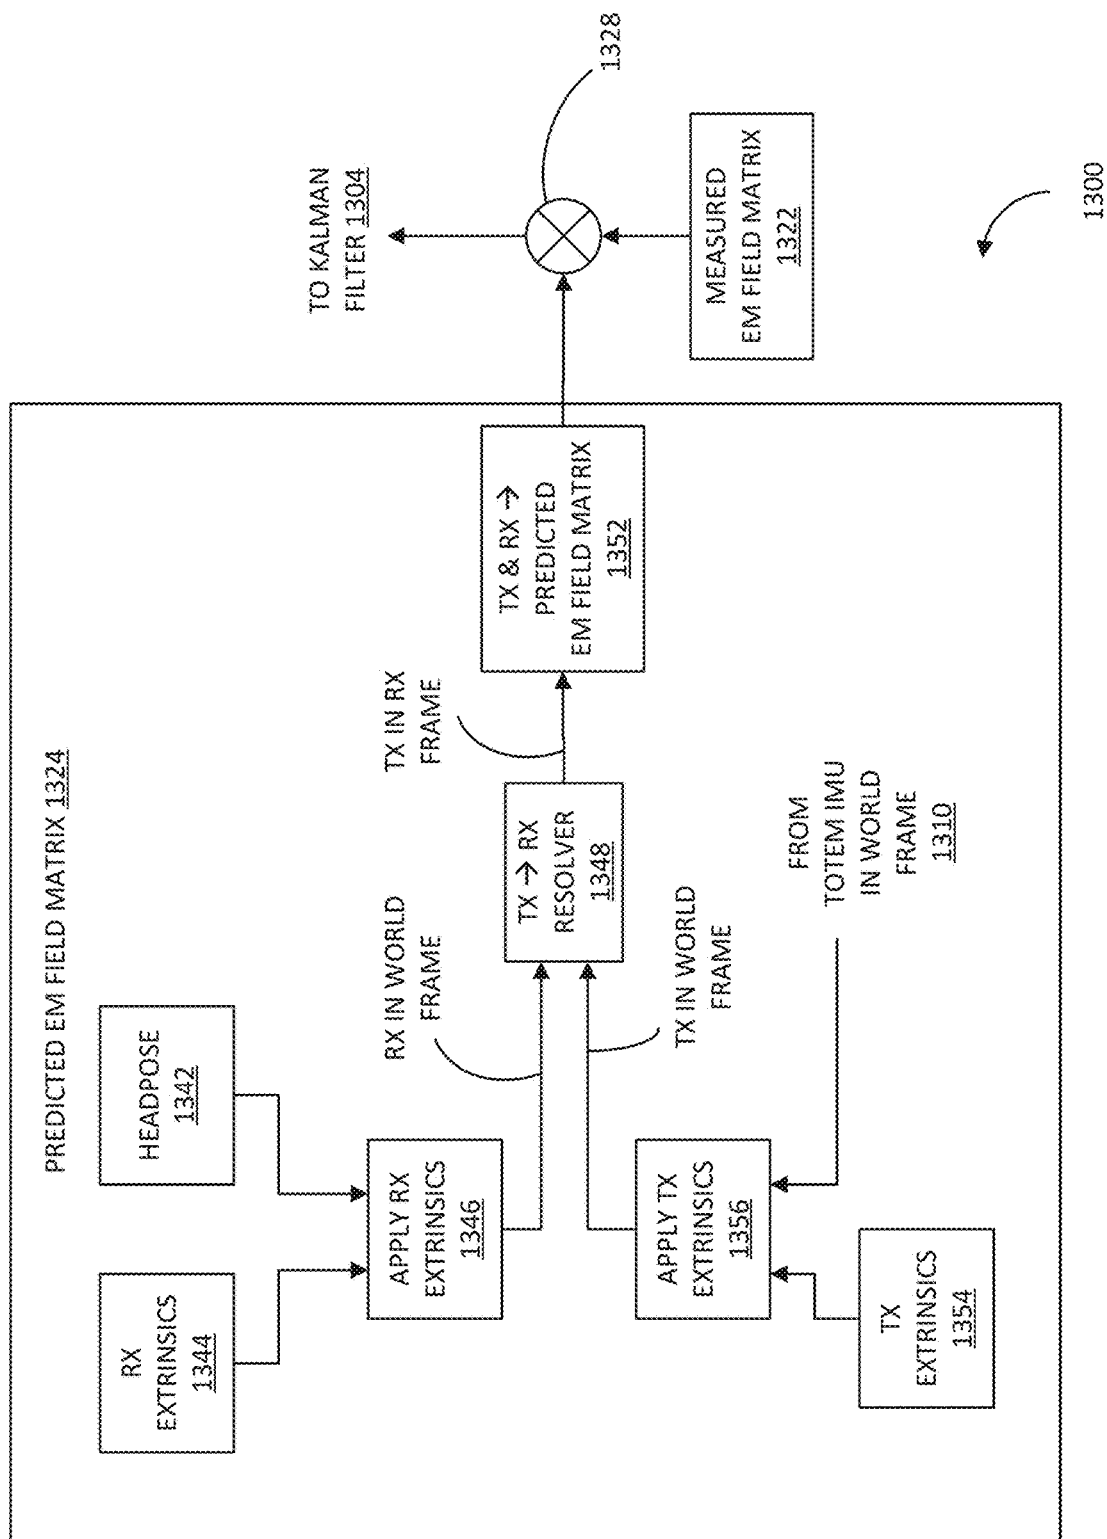 PREDICTED EM FIELD MATRIX 1324
RX
EXTRINSICS
1344
HEADPOSE
1342
APPLY RX
EXTRINSICS
1346
RX IN WORLD
FRAME
TX → RX
RESOLVER
1348
TX IN RX
FRAME
TX & RX →
PREDICTED
EM FIELD MATRIX
1352
TO KALMAN
FILTER 1304
1328
APPLY TX
EXTRINSICS
1356
TX IN WORLD
FRAME
MEASURED
EM FIELD MATRIX
1322
TX
EXTRINSICS
1354
FROM
TOTEM IMU
IN WORLD
FRAME
1310
1300